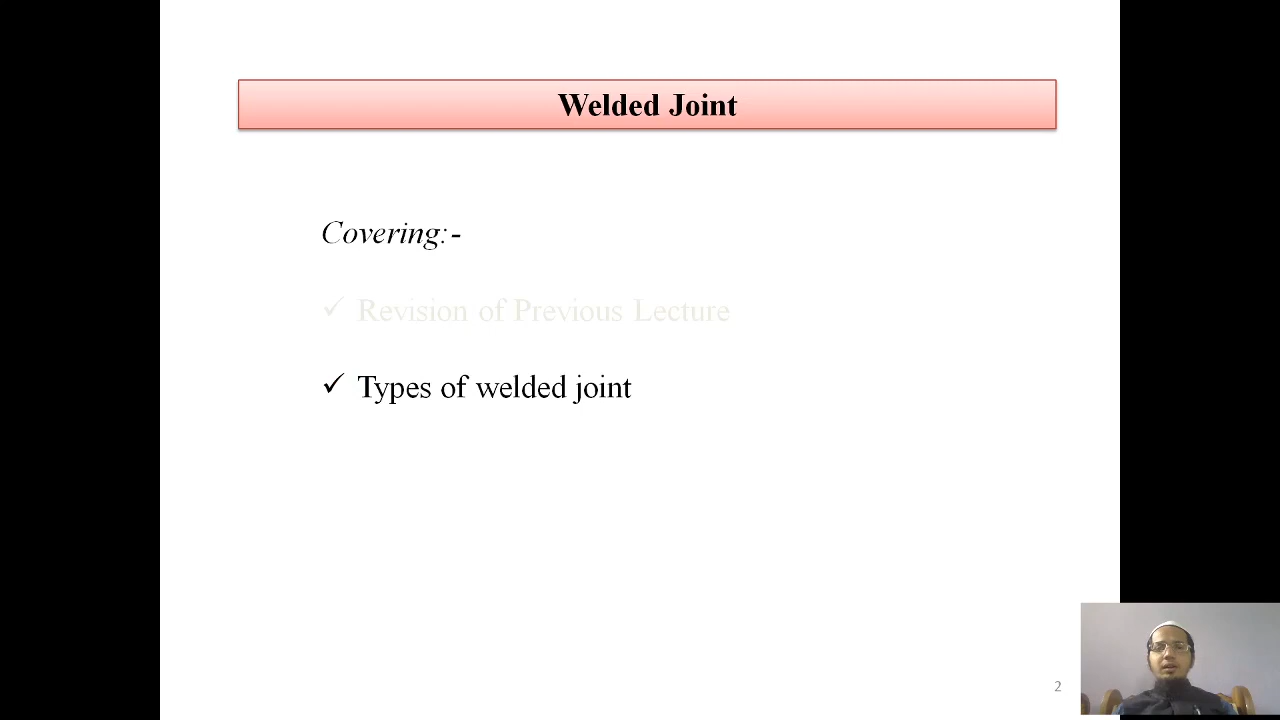 Welded Joint
Covering:-
✓ Revision of Previous Lecture
✓ Types of welded joint
2